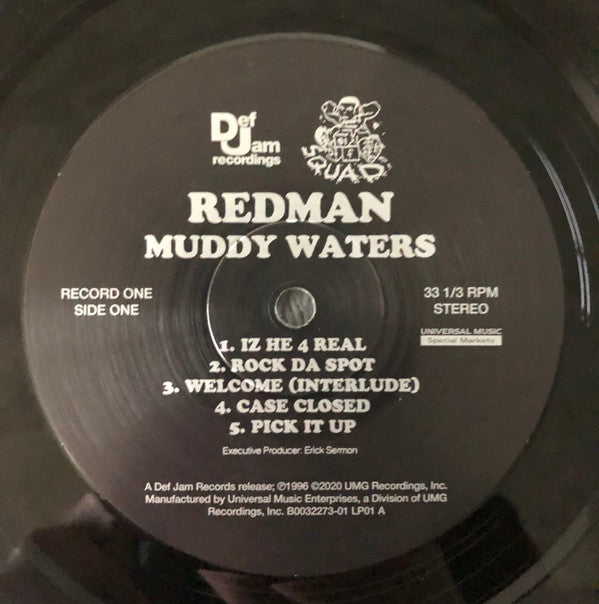 Def
Jam
recordings
SQUAD
REDMAN
MUDDY WATERS
RECORD ONE
SIDE ONE
33 1/3 RPM
STEREO
UNIVERSAL MUSIC
Special Markets
1. IZ HE 4 REAL
2. ROCK DA SPOT
3. WELCOME (INTERLUDE)
4. CASE CLOSED
5. PICK IT UP
Executive Producer: Erick Sermon
A Def Jam Records release; ℗1996 ©2020 UMG Recordings, Inc.
Manufactured by Universal Music Enterprises, a Division of UMG
Recordings, Inc. B0032273-01 LP01 A